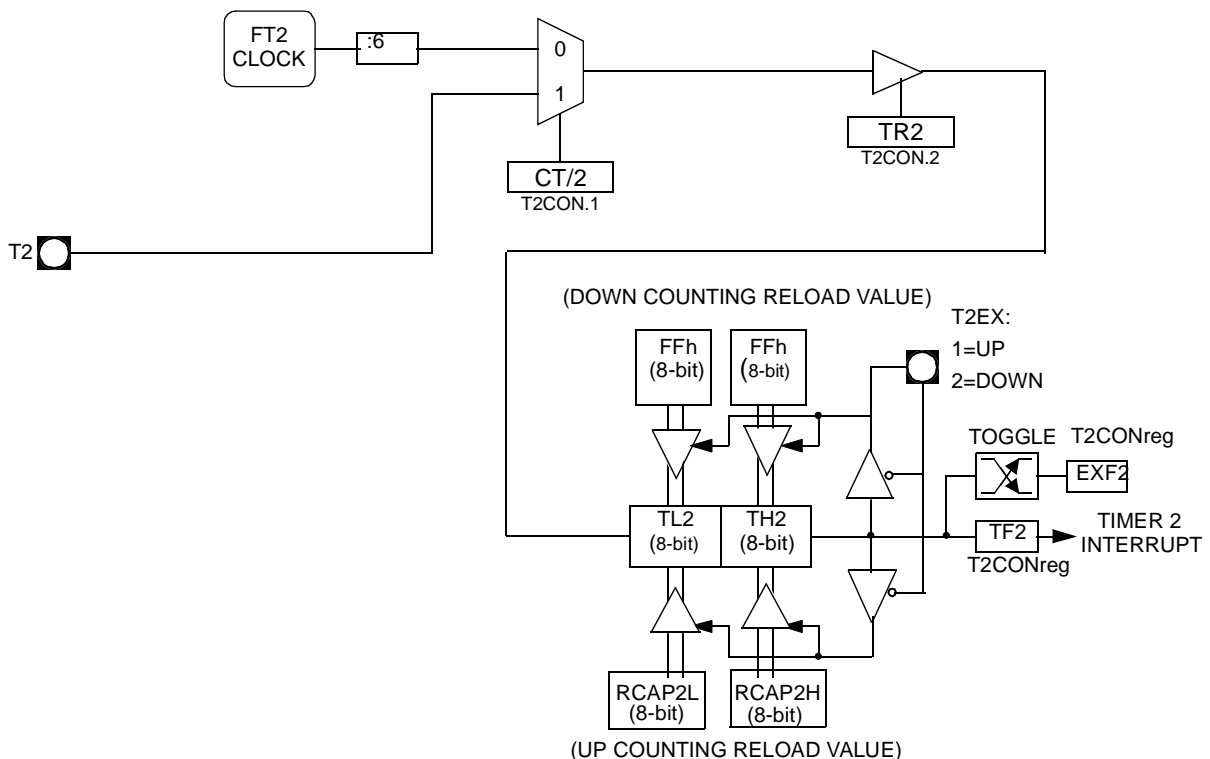 FT2
CLOCK
:6
0
1
TR2
T2CON.2
CT/2
T2CON.1
T2
(DOWN COUNTING RELOAD VALUE)
T2EX:
1=UP
2=DOWN
FFh
(8-bit)
FFh
(8-bit)
TOGGLE
T2CONreg
EXF2
TL2
(8-bit)
TH2
(8-bit)
TF2
T2CONreg
TIMER 2
INTERRUPT
RCAP2L
(8-bit)
RCAP2H
(8-bit)
(UP COUNTING RELOAD VALUE)